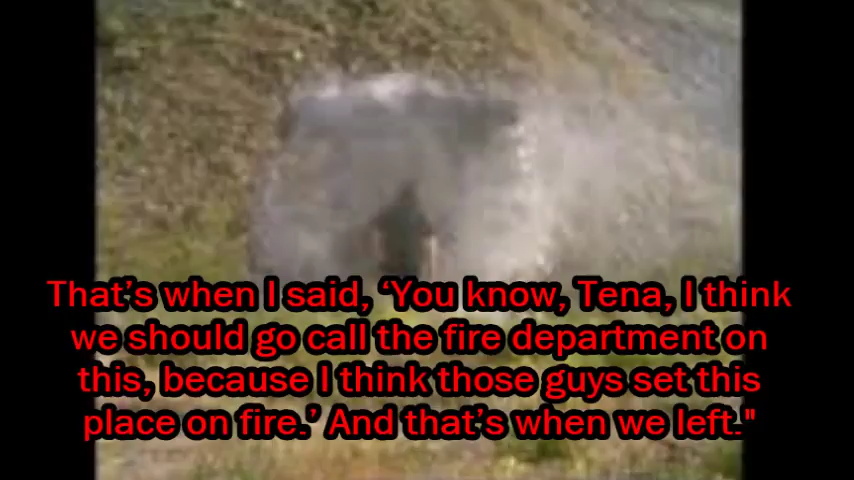 That’s when I said, ‘You know, Tena, I think
we should go call the fire department on
this, because I think those guys set this
place on fire.’ And that’s when we left."